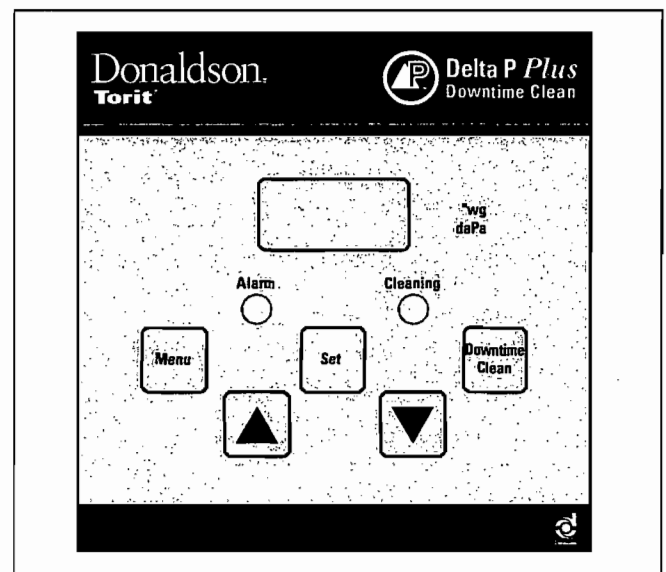 Donaldson.
Torit
Delta P Plus
Downtime Clean
"wg
daPa
Alarm
Cleaning
Menu
Set
Downtime
Clean